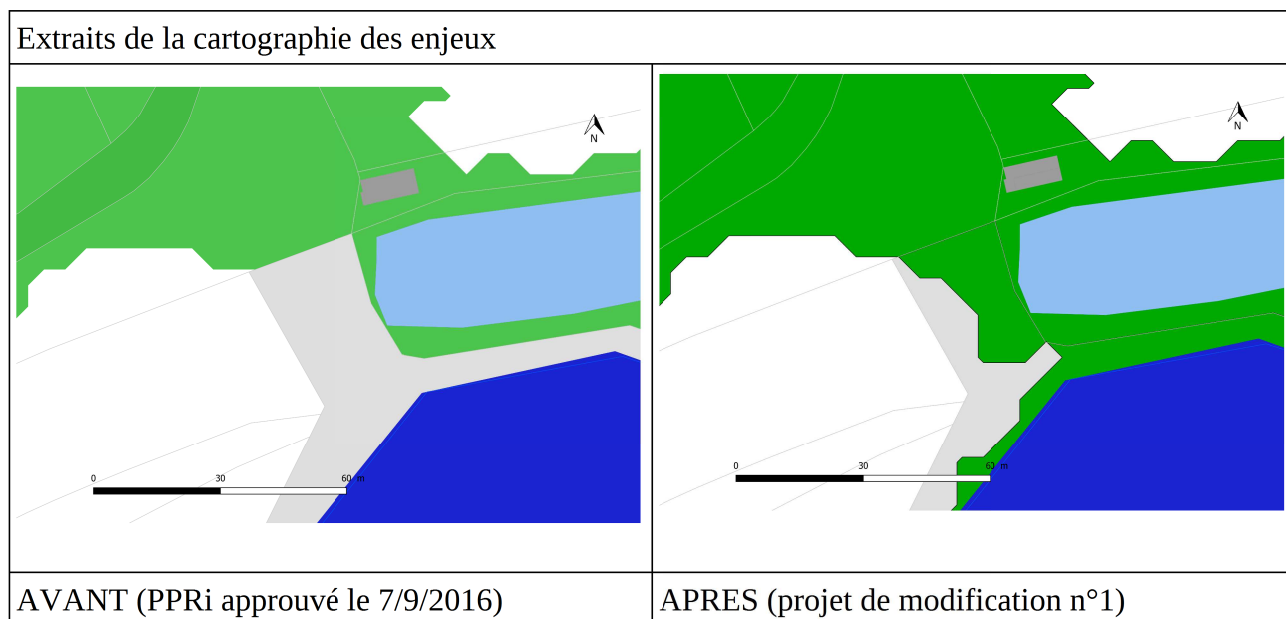 Extraits de la cartographie des enjeux
N
0 30 60 m
N
0 30 60 m
AVANT (PPRi approuvé le 7/9/2016)
APRES (projet de modification n°1)